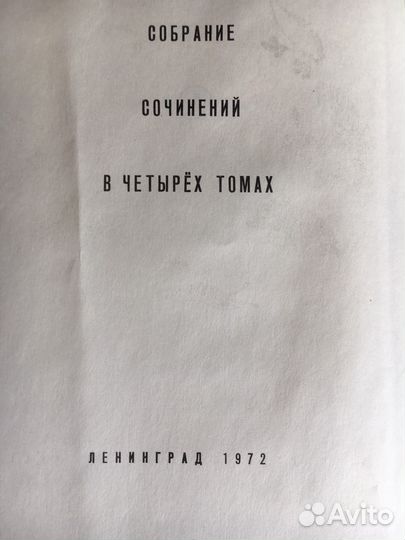 СОБРАНИЕ
СОЧИНЕНИЙ
В ЧЕТЫРЁХ ТОМАХ
ЛЕНИНГРАД 1972
Avito